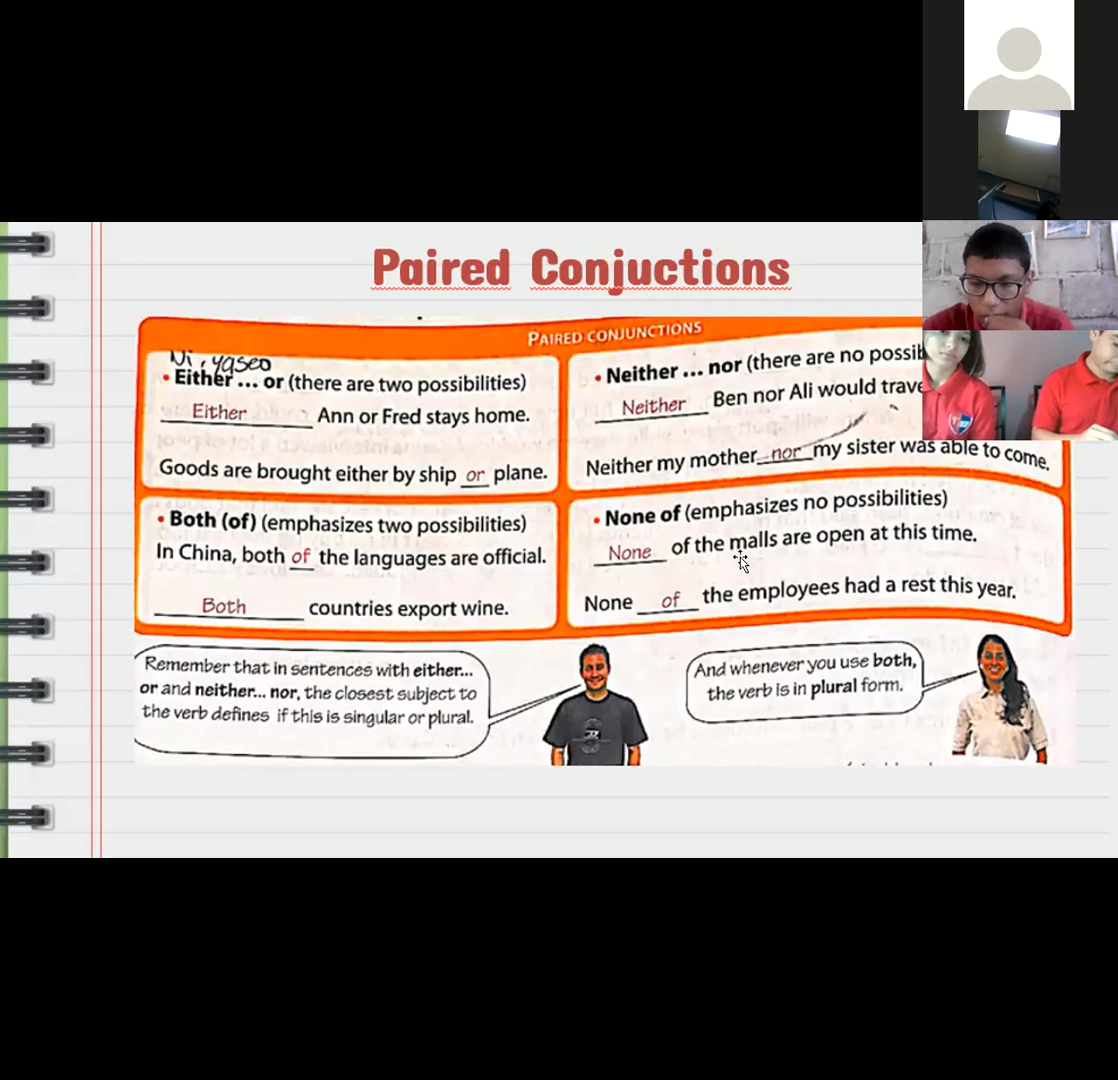 Paired Conjuctions
PAIRED CONJUNCTIONS
• Either ... or (there are two possibilities)
Either Ann or Fred stays home.
Goods are brought either by ship or plane.
• Neither ... nor (there are no
Neither Ben nor Ali would
Neither my mother nor my sister was able to come.
• Both (of) (emphasizes two possibilities)
In China, both of the languages are official.
Both countries export wine.
• None of (emphasizes no possibilities)
None of the malls are open at this time.
None of the employees had a rest this year.
Remember that in sentences with either...
or and neither... nor, the closest subject to
the verb defines if this is singular or plural.
And whenever you use both,
the verb is in plural form.